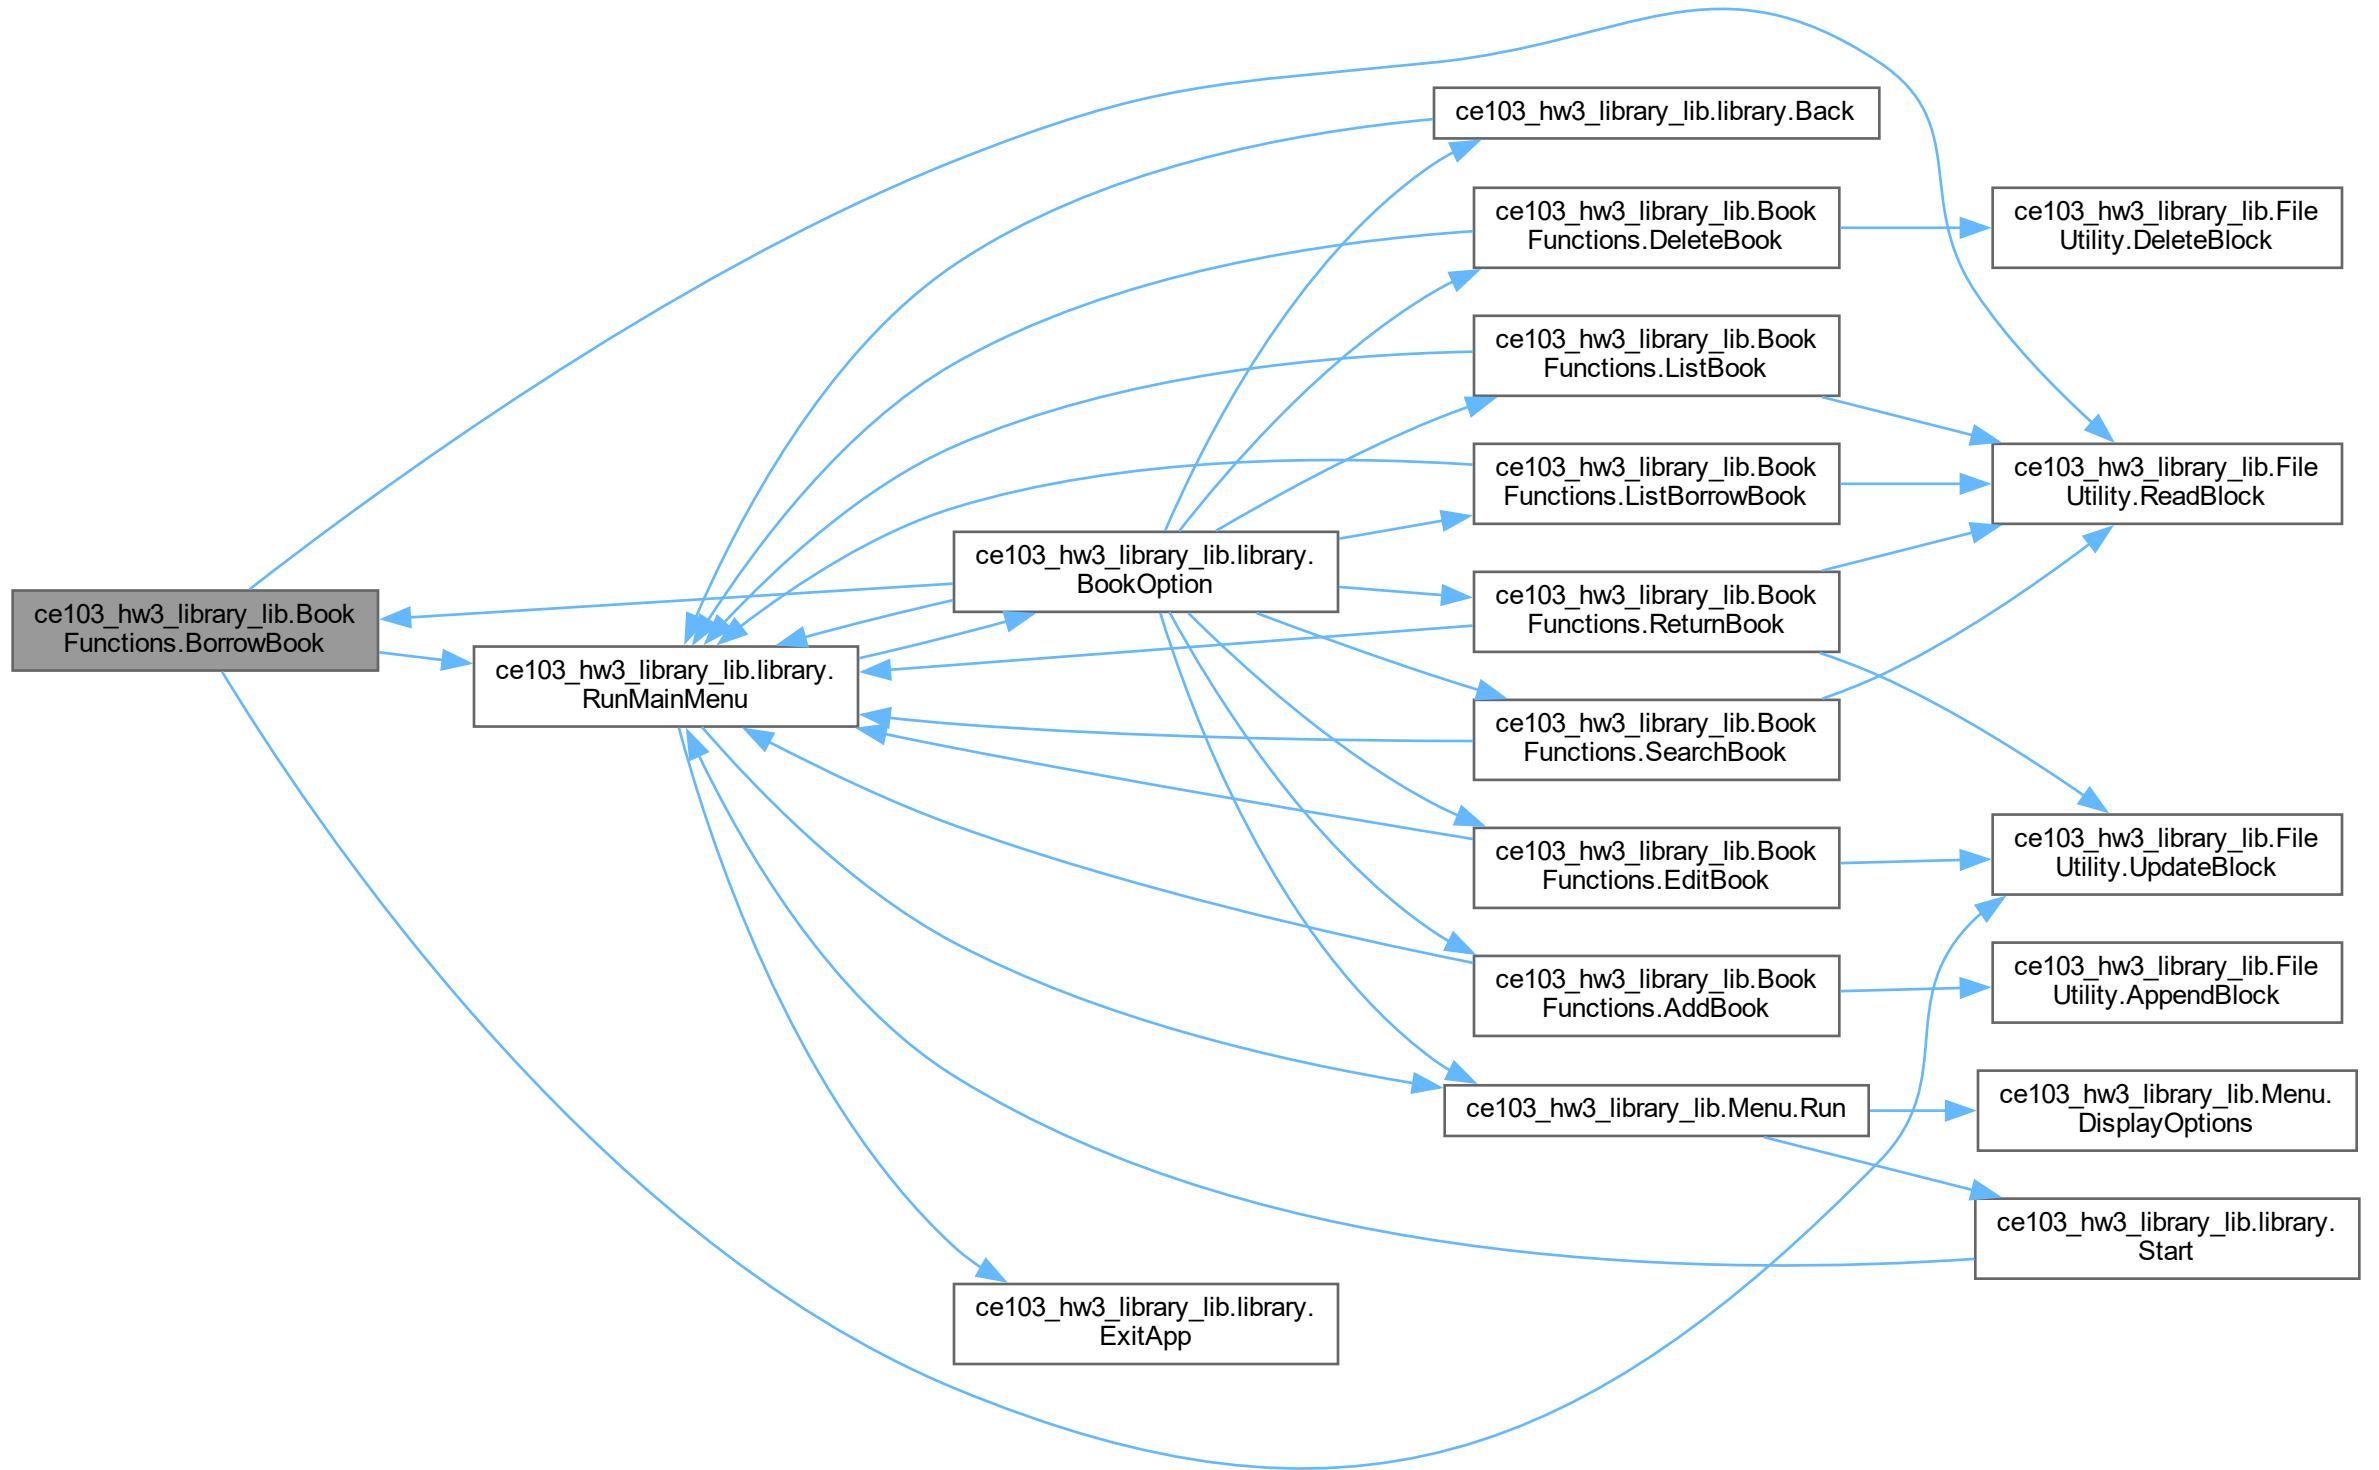 ce103_hw3_library_lib.Book
Functions.BorrowBook
ce103_hw3_library_lib.library.
RunMainMenu
ce103_hw3_library_lib.library.
BookOption
ce103_hw3_library_lib.library.
ExitApp
ce103_hw3_library_lib.library.Back
ce103_hw3_library_lib.Book
Functions.DeleteBook
ce103_hw3_library_lib.Book
Functions.ListBook
ce103_hw3_library_lib.Book
Functions.ListBorrowBook
ce103_hw3_library_lib.Book
Functions.ReturnBook
ce103_hw3_library_lib.Book
Functions.SearchBook
ce103_hw3_library_lib.Book
Functions.EditBook
ce103_hw3_library_lib.Book
Functions.AddBook
ce103_hw3_library_lib.Menu.Run
ce103_hw3_library_lib.File
Utility.DeleteBlock
ce103_hw3_library_lib.File
Utility.ReadBlock
ce103_hw3_library_lib.File
Utility.UpdateBlock
ce103_hw3_library_lib.File
Utility.AppendBlock
ce103_hw3_library_lib.Menu.
DisplayOptions
ce103_hw3_library_lib.library.
Start